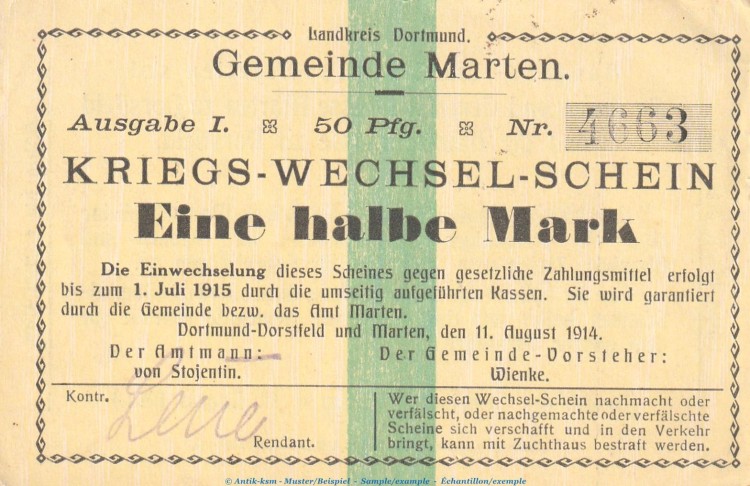 Landkreis Dortmund.
Gemeinde Marten.
Ausgabe I. 50 Pfg. Nr. 4663
KRIEGS-WECHSEL-SCHEIN
Eine halbe Mark
Die Einwechselung dieses Scheines gegen gesetzliche Zahlungsmittel erfolgt
bis zum 1. Juli 1915 durch die umseitig aufgeführten Kassen. Sie wird garantiert
durch die Gemeinde bezw. das Amt Marten.
Dortmund-Dorstfeld und Marten, den 11. August 1914.
Der Amtmann: Der Gemeinde-Vorsteher:
von Stojentin. Wienke.
Kontr.
Rendant.
Wer diesen Wechsel-Schein nachmacht oder
verfälscht, oder nachgemachte oder verfälschte
Scheine sich verschafft und in den Verkehr
bringt, kann mit Zuchthaus bestraft werden.
© Antik-ksm - Muster/Beispiel - Sample/example - Échantillon/exemple